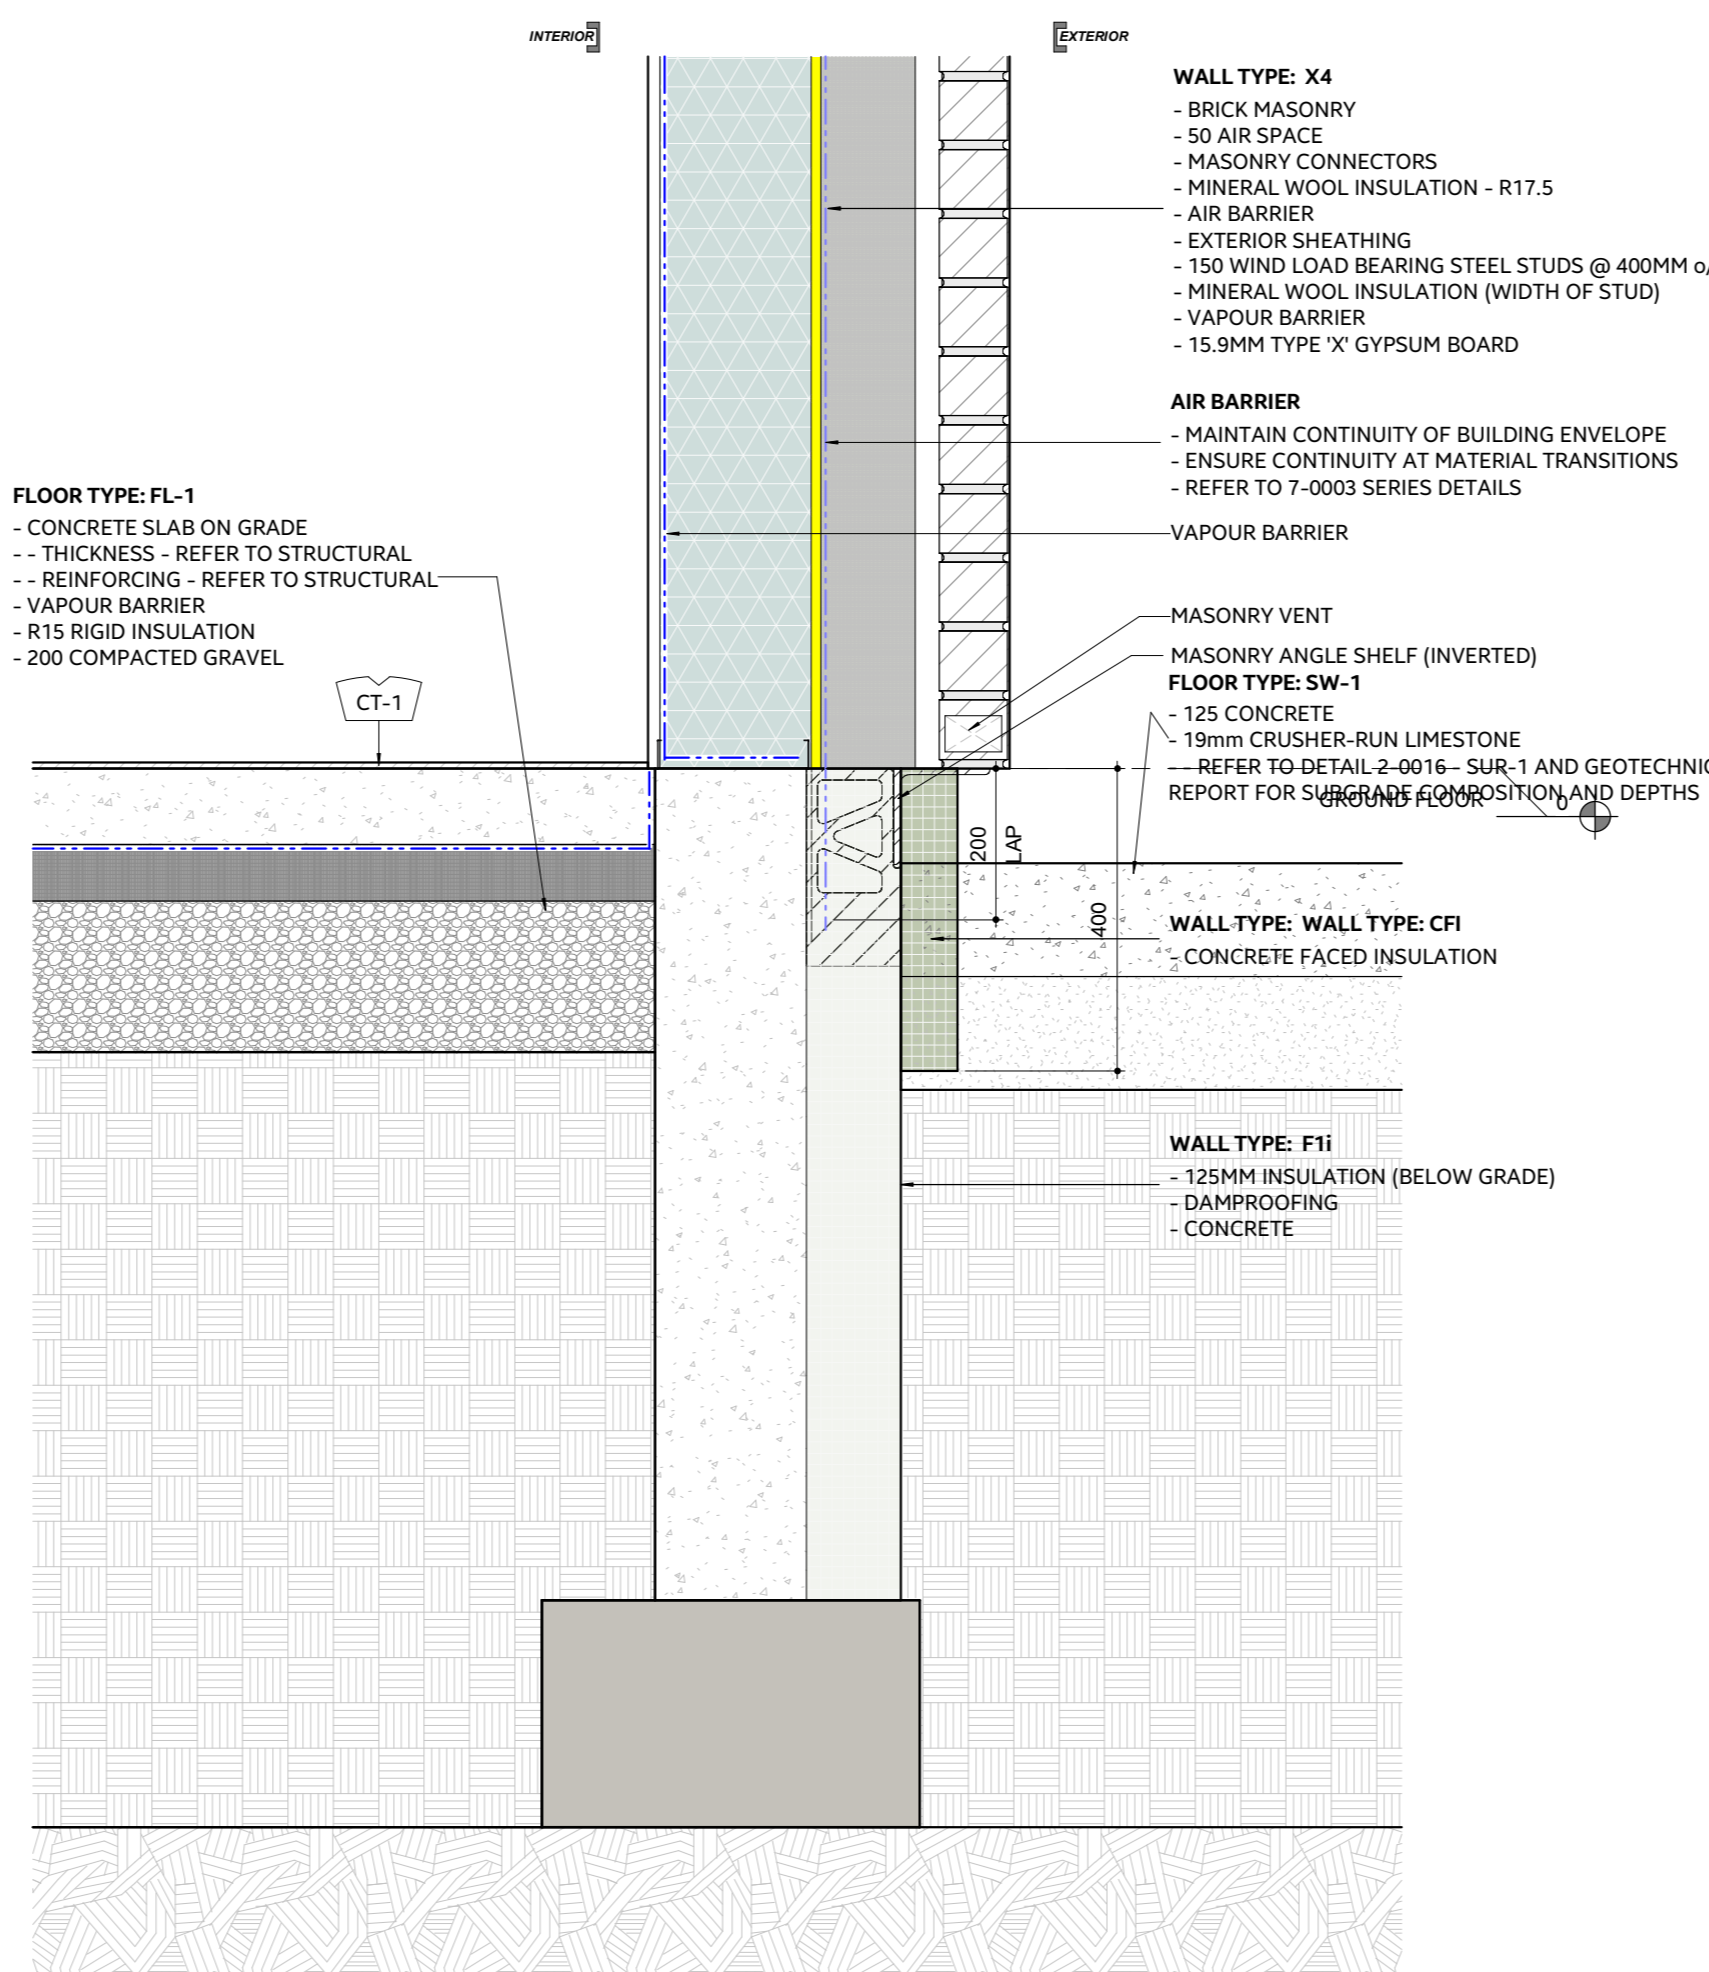 INTERIOR
EXTERIOR
WALL TYPE: X4
- BRICK MASONRY
- 50 AIR SPACE
- MASONRY CONNECTORS
- MINERAL WOOL INSULATION - R17.5
- AIR BARRIER
- EXTERIOR SHEATHING
- 150 WIND LOAD BEARING STEEL STUDS @ 400MM
- MINERAL WOOL INSULATION (WIDTH OF STUD)
- VAPOUR BARRIER
- 15.9MM TYPE 'X' GYPSUM BOARD
AIR BARRIER
- MAINTAIN CONTINUITY OF BUILDING ENVELOPE
- ENSURE CONTINUITY AT MATERIAL TRANSITIONS
- REFER TO 7-0003 SERIES DETAILS
VAPOUR BARRIER
FLOOR TYPE: FL-1
- CONCRETE SLAB ON GRADE
- - THICKNESS - REFER TO STRUCTURAL
- - REINFORCING - REFER TO STRUCTURAL
- VAPOUR BARRIER
- R15 RIGID INSULATION
- 200 COMPACTED GRAVEL
CT-1
MASONRY VENT
MASONRY ANGLE SHELF (INVERTED)
FLOOR TYPE: SW-1
- 125 CONCRETE
- 19mm CRUSHER-RUN LIMESTONE
- - REFER TO DETAIL 2-0016 - SUR-1 AND
REPORT FOR SUBGRADE COMPOSITION AND DEPTHS
GROUND FLOOR
0
200
LAP
400
WALL TYPE: WALL TYPE: CFI
- CONCRETE FACED INSULATION
WALL TYPE: F1i
- 125MM INSULATION (BELOW GRADE)
- DAMPROOFING
- CONCRETE